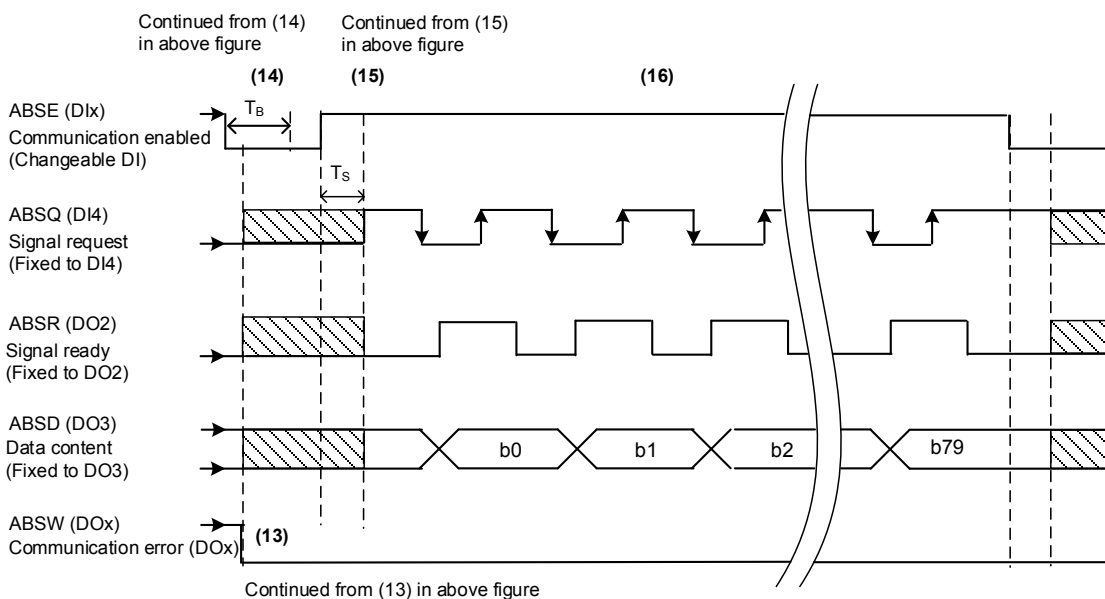 Continued from (14)
in above figure
Continued from (15)
in above figure
(14)
(15)
(16)
ABSE (DIx)
Communication enabled
(Changeable DI)
TB
TS
ABSQ (DI4)
Signal request
(Fixed to DI4)
ABSR (DO2)
Signal ready
(Fixed to DO2)
ABSD (DO3)
Data content
(Fixed to DO3)
b0
b1
b2
b79
ABSW (DOx)
Communication error (DOx)
(13)
Continued from (13) in above figure